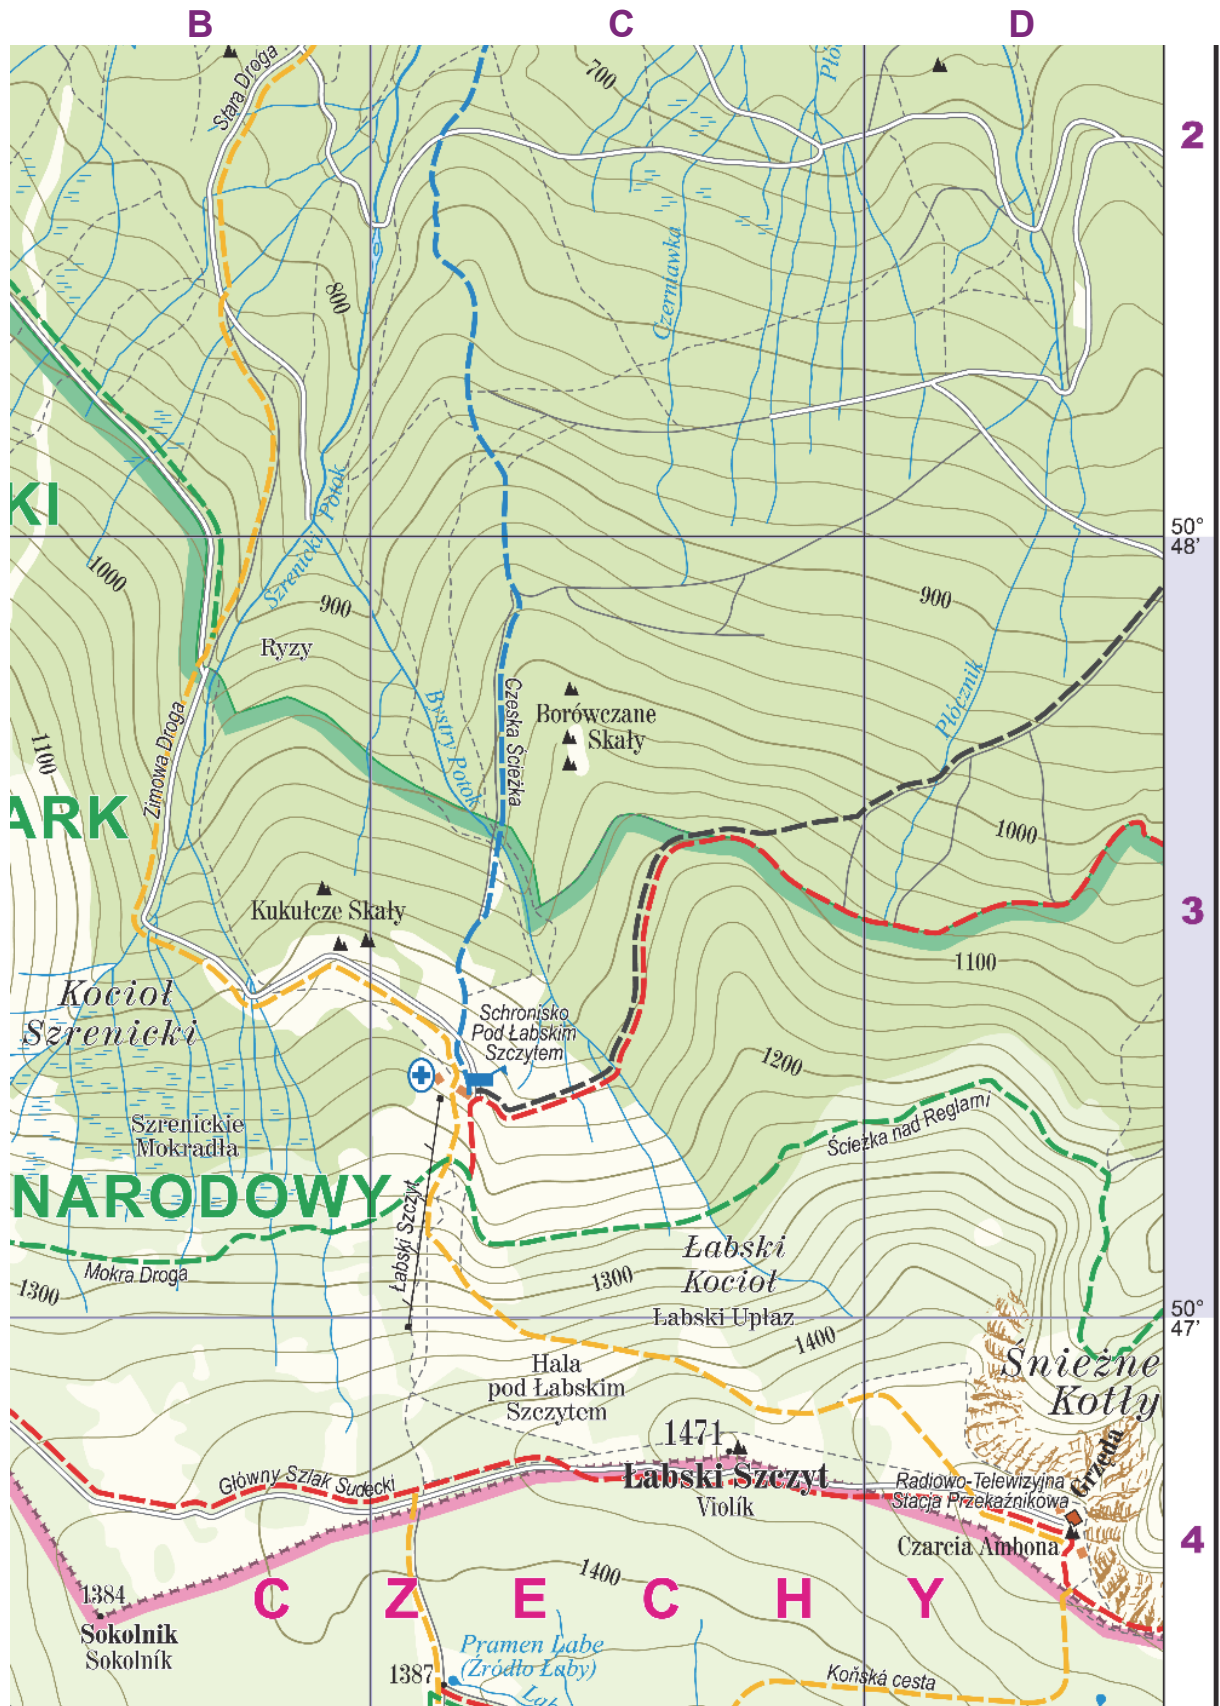 B
C
D
2
Stara Droga
700
Pło
Czerniawka
800
KI
Szrenicki Potok
50°
48'
1000
900
900
Ryzy
Bystry Potok
Czeska Ścieżka
Borówczane
Skały
Płócznik
Zimowa Droga
1100
ARK
1000
Kukułcze Skały
3
1100
Kocioł
Szrenicki
Schronisko
Pod Łabskim
Szczytem
1200
Szrenickie
Mokradła
Ścieżka nad Reglami
NARODOWY
Łabski Szczyt
Mokra Droga
1300
1300
Łabski
Kocioł
Łabski Upłaz
50°
47'
1400
Hala
pod Łabskim
Szczytem
Śnieżne
Kotły
1471
Łabski Szczyt
Violík
Grzęda
Główny Szlak Sudecki
Radiowo-Telewizyjna
Stacja Przekaźnikowa
Czarcia Ambona
4
1400
C Z E C H Y
1384
Sokolnik
Sokolník
Pramen Labe
(Źródło Łaby)
1387
Lab
Koňská cesta